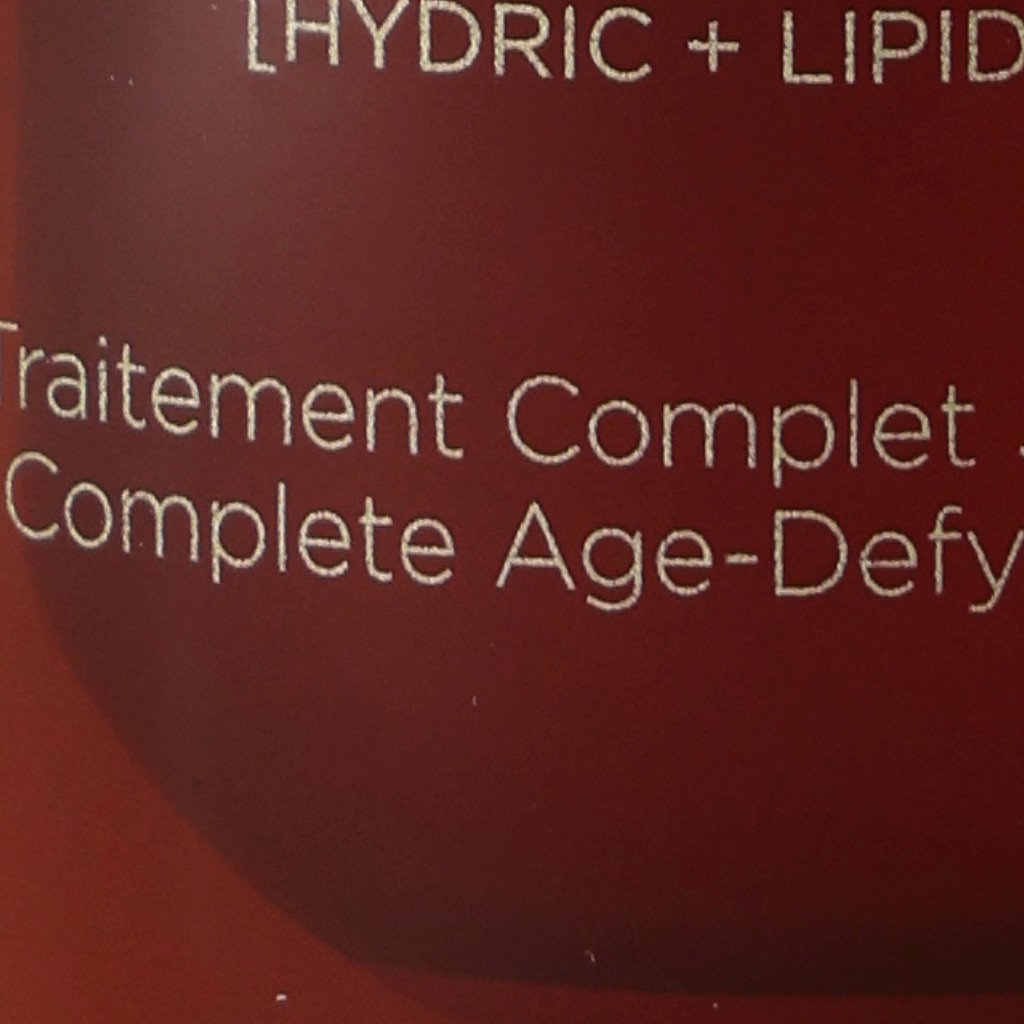 [HYDRIC + LIPID
Traitement Complet
Complete Age-Defy